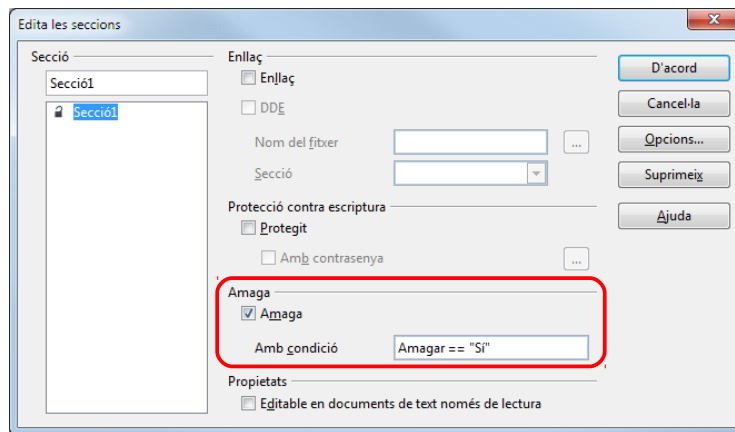 Edita les seccions
Secció
Secció1
Secció1
Enllaç
Enllaç
DDE
Nom del fitxer
...
Secció
Protecció contra escriptura
Protegit
Amb contrasenya
...
Amaga
Amaga
Amb condició
Amagar == "Sí"
Propietats
Editable en documents de text només de lectura
D'acord
Cancel·la
Opcions...
Suprimeix
Ajuda